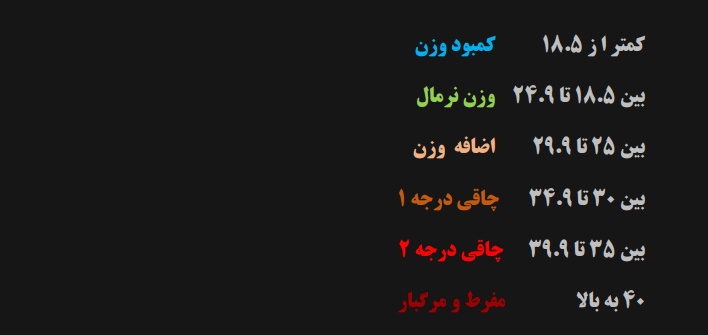 کمتر از ۱۸.۵ کمبود وزن
بین ۱۸.۵ تا ۲۴.۹ وزن نرمال
بین ۲۵ تا ۲۹.۹ اضافه وزن
بین ۳۰ تا ۳۴.۹ چاقی درجه ۱
بین ۳۵ تا ۳۹.۹ چاقی درجه ۲
۴۰ به بالا مفرط و مرگبار